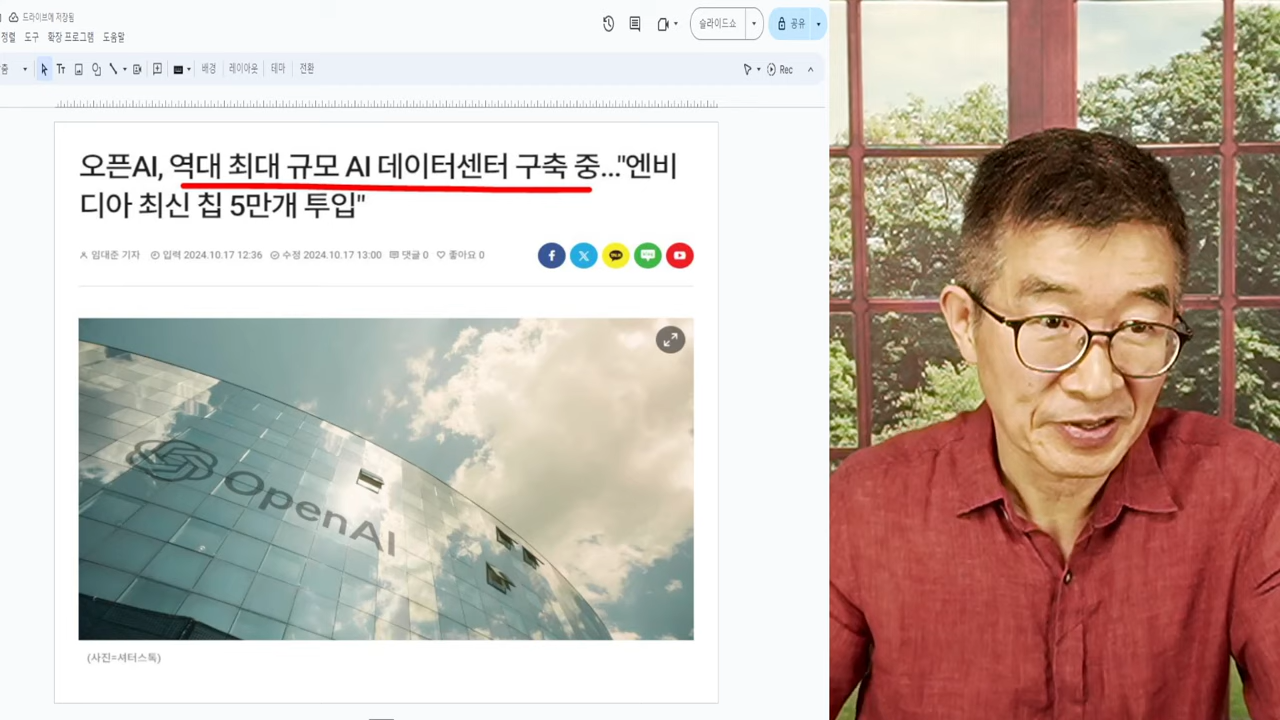 드라이브에 저장됨
정렬 도구 확장 프로그램 도움말
슬라이드쇼
공유
배경 레이아웃 테마 전환
Rec
오픈AI, 역대 최대 규모 AI 데이터센터 구축 중..."엔비
디아 최신 칩 5만개 투입"
임대준 기자 입력 2024.10.17 12:36 수정 2024.10.17 13:00 댓글 0 좋아요 0
OpenAI
(사진=셔터스톡)